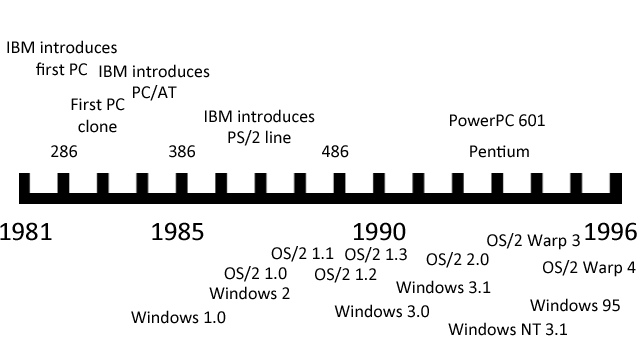 IBM introduces
first PC
IBM introduces
PC/AT
First PC
clone
IBM introduces
PS/2 line
PowerPC 601
286
386
486
Pentium
1981
1985
1990
1996
OS/2 Warp 3
OS/2 1.1
OS/2 1.3
OS/2 2.0
OS/2 Warp 4
OS/2 1.0
OS/2 1.2
Windows 2
Windows 3.1
Windows 95
Windows 1.0
Windows 3.0
Windows NT 3.1